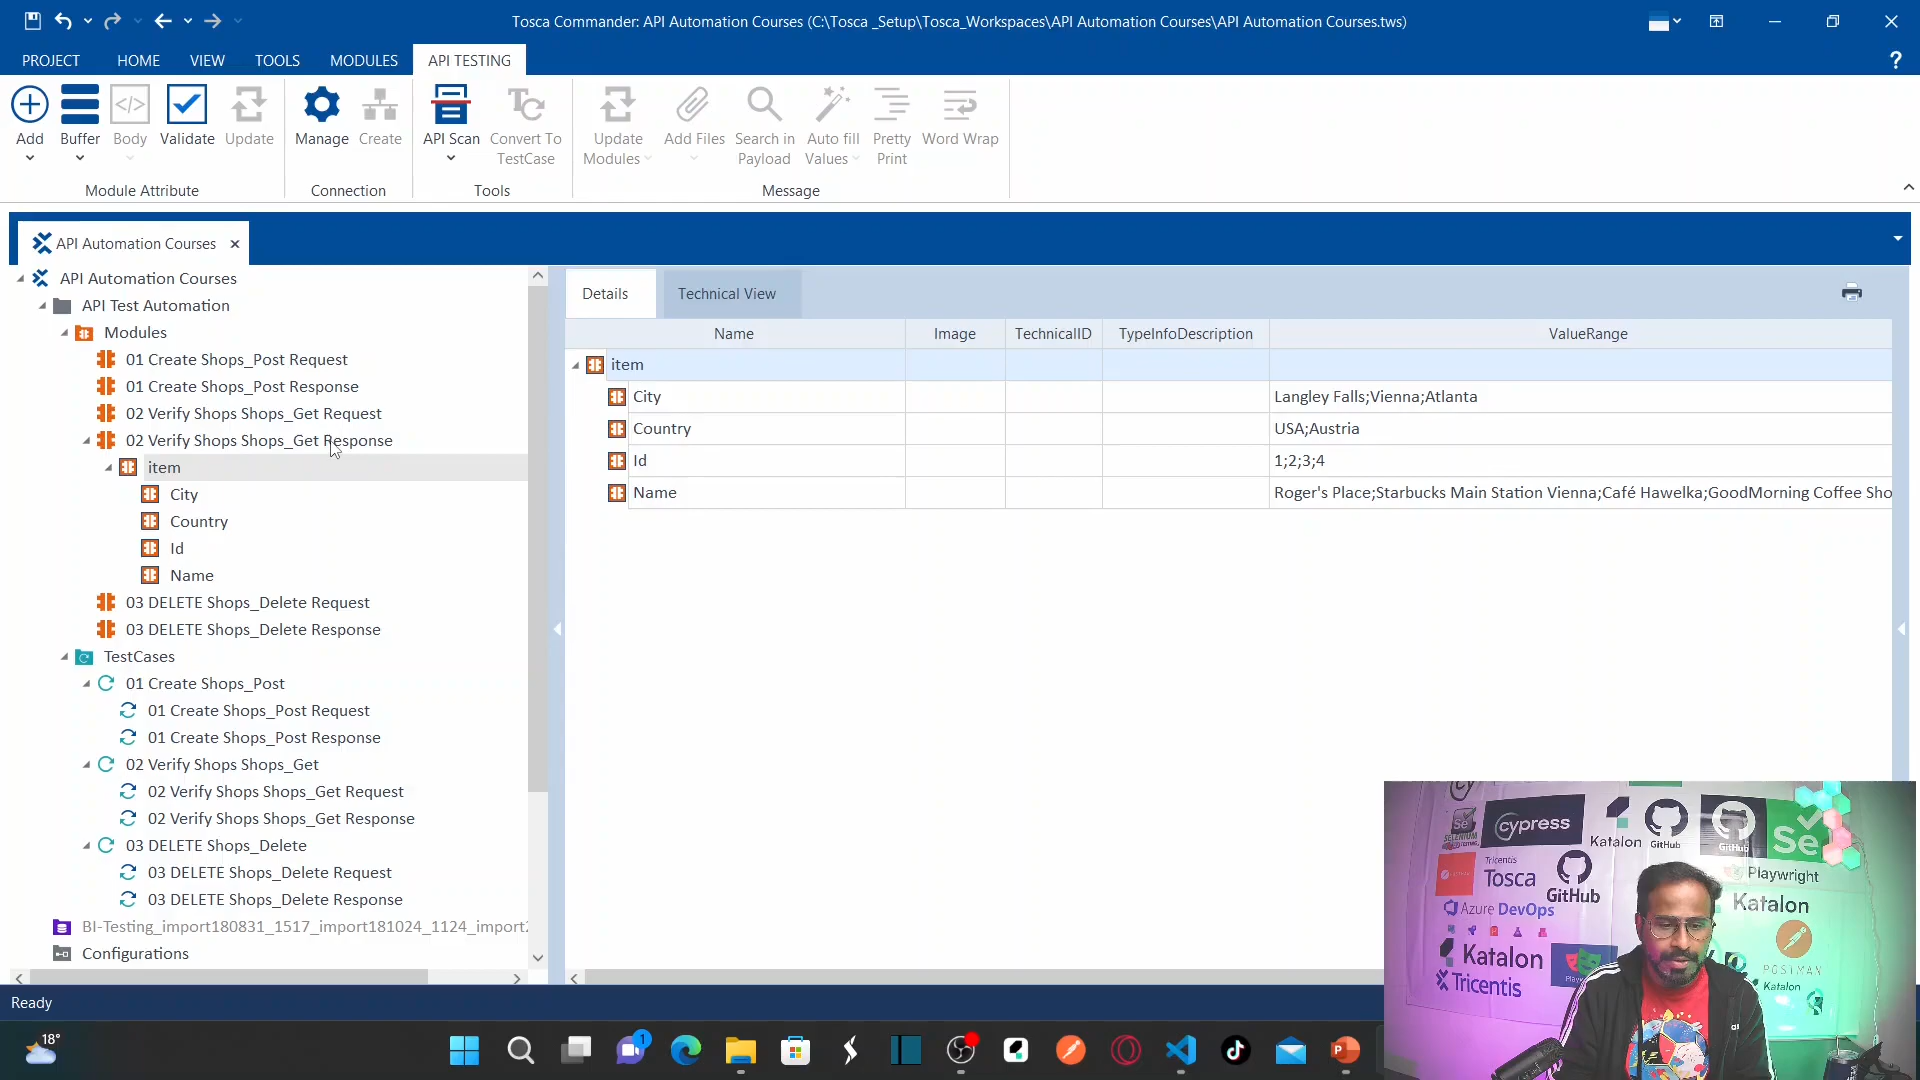 Tosca Commander: API Automation Courses (C:\Tosca _Setup\Tosca_Workspaces\API Automation Courses\API Automation Courses.tws)
PROJECT HOME VIEW TOOLS MODULES API TESTING ?
Add Buffer Body Validate Update Manage Create API Scan Convert To TestCase Update Modules Add Files Search in Payload Auto fill Values Pretty Print Word Wrap
Module Attribute Connection Tools Message
API Automation Courses
API Automation Courses
API Test Automation
Modules
01 Create Shops_Post Request
01 Create Shops_Post Response
02 Verify Shops Shops_Get Request
02 Verify Shops Shops_Get Response
item
City
Country
Id
Name
03 DELETE Shops_Delete Request
03 DELETE Shops_Delete Response
TestCases
01 Create Shops_Post
01 Create Shops_Post Request
01 Create Shops_Post Response
02 Verify Shops Shops_Get
02 Verify Shops Shops_Get Request
02 Verify Shops Shops_Get Response
03 DELETE Shops_Delete
03 DELETE Shops_Delete Request
03 DELETE Shops_Delete Response
BI-Testing_import180831_1517_import181024_1124_import2
Configurations
Details Technical View
Name Image TechnicalID TypeInfoDescription ValueRange
item
City Langley Falls;Vienna;Atlanta
Country USA;Austria
Id 1;2;3;4
Name Roger's Place;Starbucks Main Station Vienna;Café Hawelka;GoodMorning Coffee Sho
cy
Se
cypress
Katalon
GitHub
Se
Tricentis
Tosca
GitHub
Playwright
Katalon
Azure DevOps
Katalon
Tricentis
POSTMAN
Katalon
Ready
18°
1